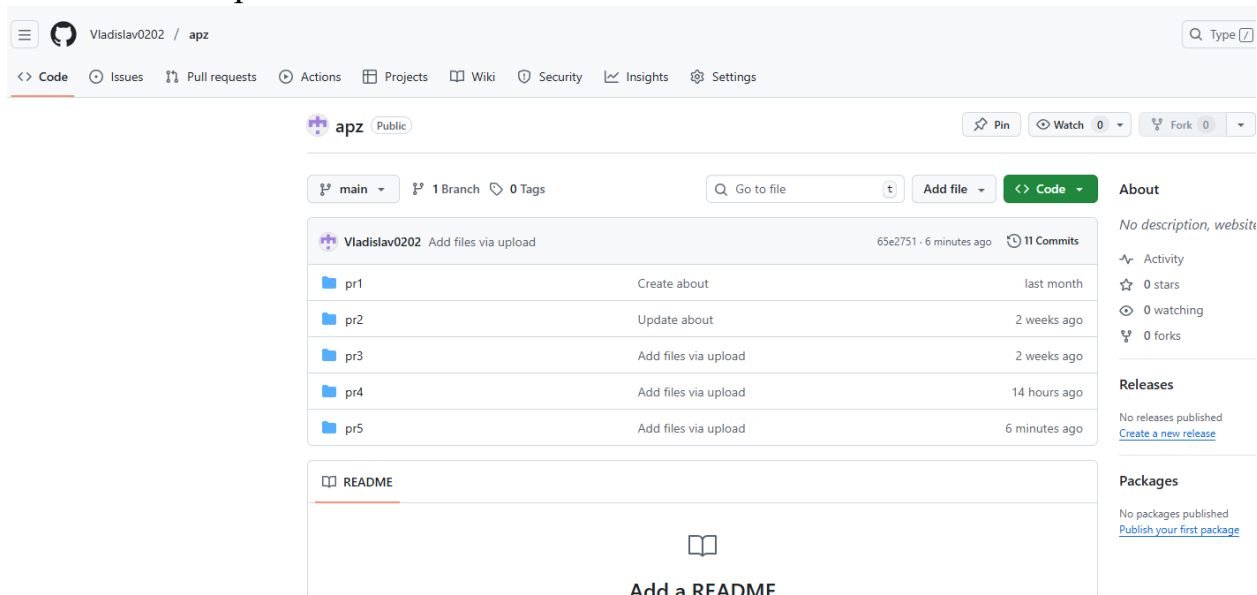 Vladislav0202 / apz
Type /
Code Issues Pull requests Actions Projects Wiki Security Insights Settings
apz Public
Pin Watch 0 Fork 0
main 1 Branch 0 Tags Go to file t Add file Code
About
No description, website
Vladislav0202 Add files via upload 65e2751 · 6 minutes ago 11 Commits
Activity
pr1 Create about last month
0 stars
pr2 Update about 2 weeks ago
0 watching
0 forks
pr3 Add files via upload 2 weeks ago
Releases
pr4 Add files via upload 14 hours ago
No releases published
pr5 Add files via upload 6 minutes ago
Create a new release
README
Packages
No packages published
Publish your first package
Add a README